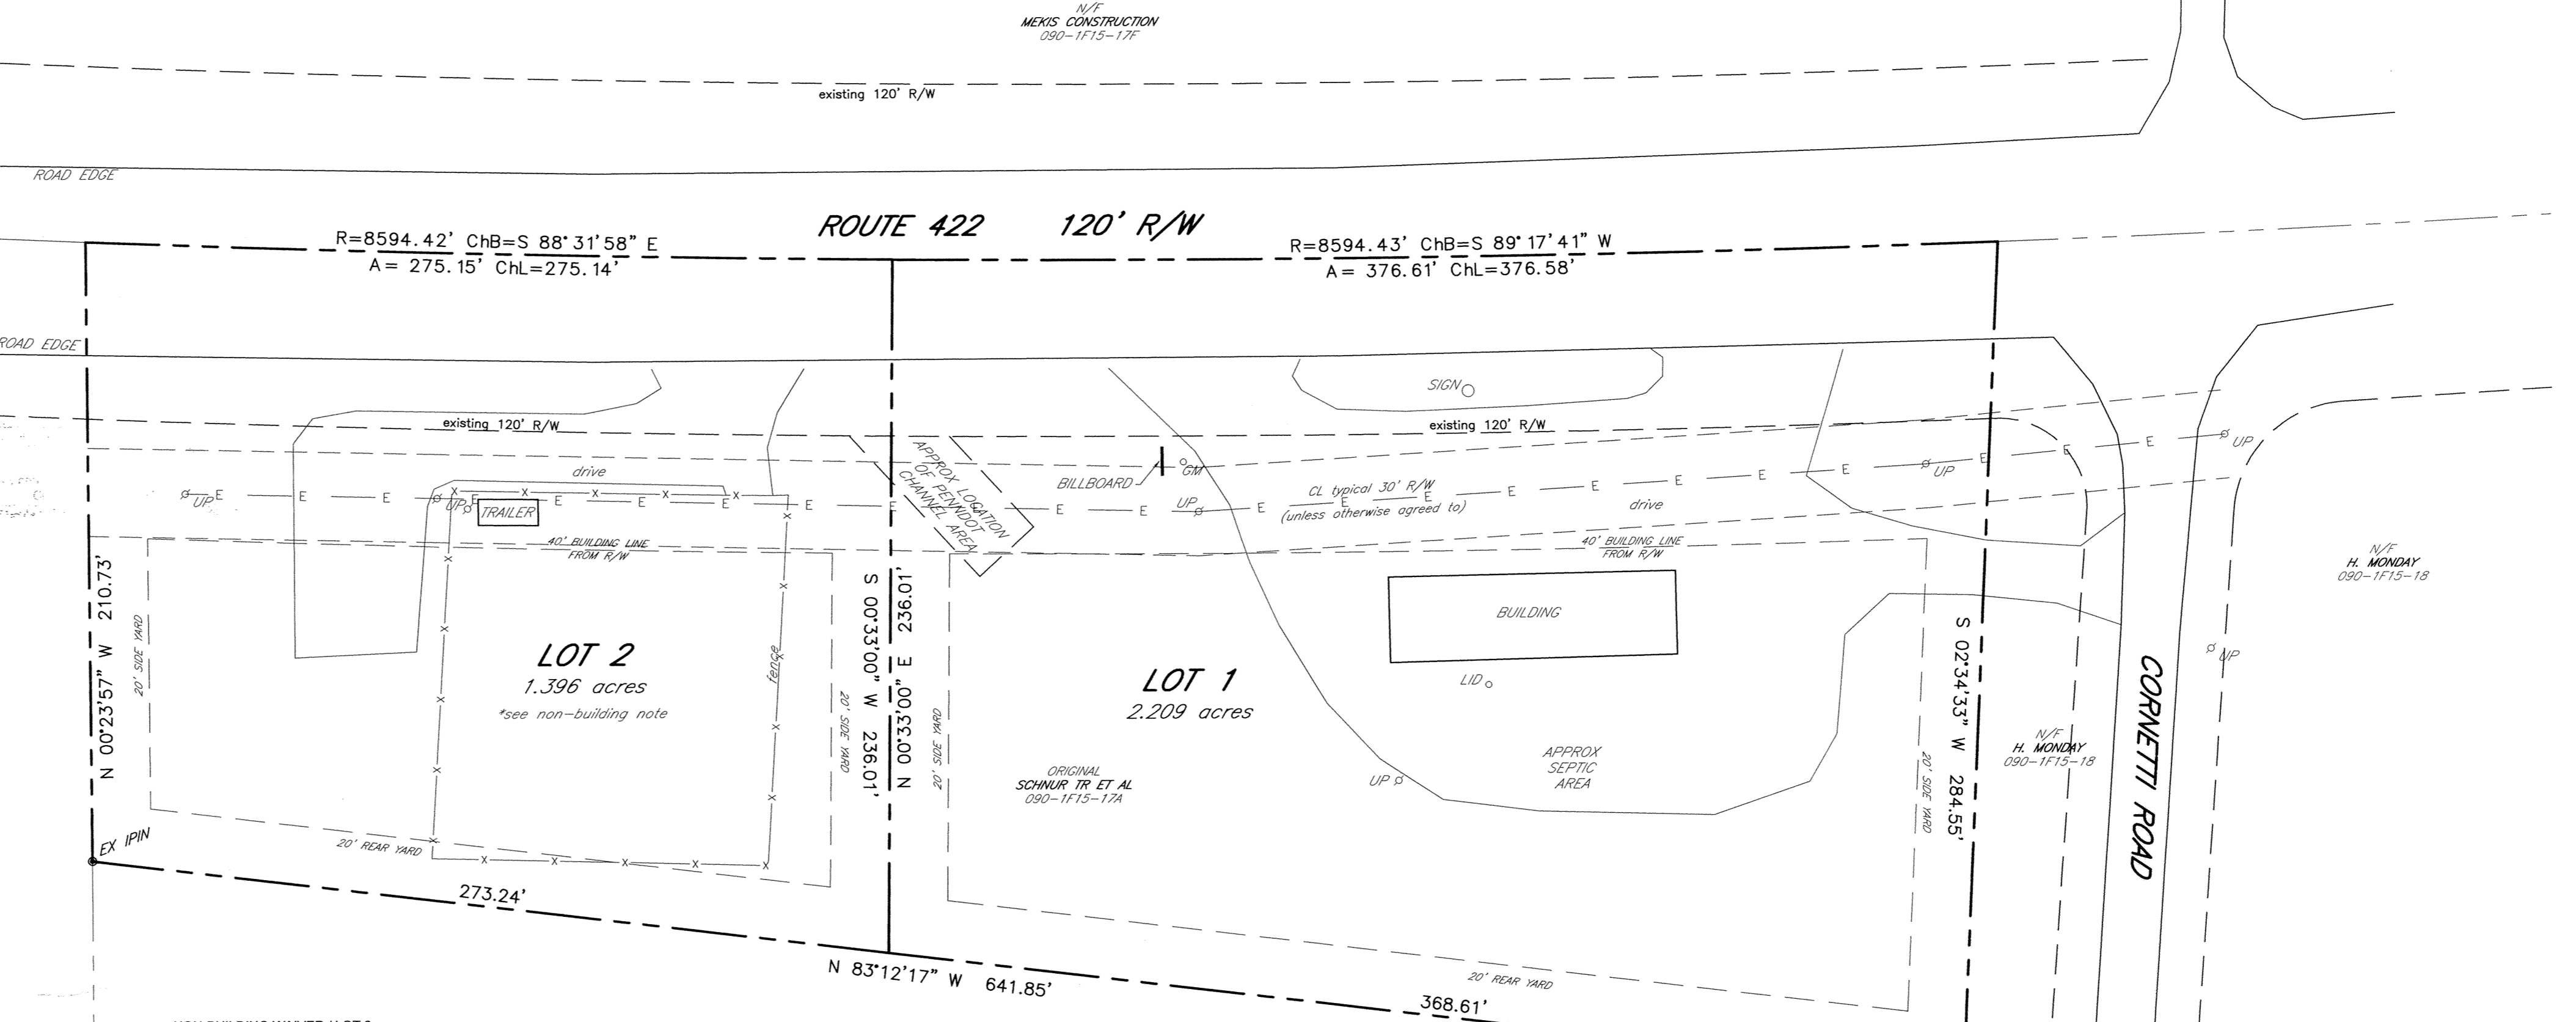 N/F
MEKIS CONSTRUCTION
090-1F15-17F
existing 120' R/W
ROAD EDGE
ROUTE 422 120' R/W
R=8594.42' ChB=S 88°31'58" E
A= 275.15' ChL=275.14'
R=8594.43' ChB=S 89°17'41" W
A= 376.61' ChL=376.58'
ROAD EDGE
SIGN
existing 120' R/W
existing 120' R/W
drive
APPROX LOCATION
OF PENNDOT
CHANNEL AREA
BILLBOARD
GM
UP
UP
TRAILER
UP
CL typical 30' R/W
(unless otherwise agreed to)
drive
UP
UP
E E E E E E E E E E E E E E E E E E E E E E E E
40' BUILDING LINE
FROM R/W
40' BUILDING LINE
FROM R/W
N/F
H. MONDAY
090-1F15-18
N 00°23'57" W 210.73'
20' SIDE YARD
LOT 2
1.396 acres
*see non-building note
fence
20' SIDE YARD
S 00°33'00" W 236.01'
N 00°33'00" E 236.01'
20' SIDE YARD
LOT 1
2.209 acres
BUILDING
LID
ORIGINAL
SCHNUR TR ET AL
090-1F15-17A
UP
APPROX
SEPTIC
AREA
20' SIDE YARD
S 02°34'33" W 284.55'
N/F
H. MONDAY
090-1F15-18
CORNETTI ROAD
UP
EX IPIN
20' REAR YARD
273.24'
N 83°12'17" W 641.85'
20' REAR YARD
368.61'